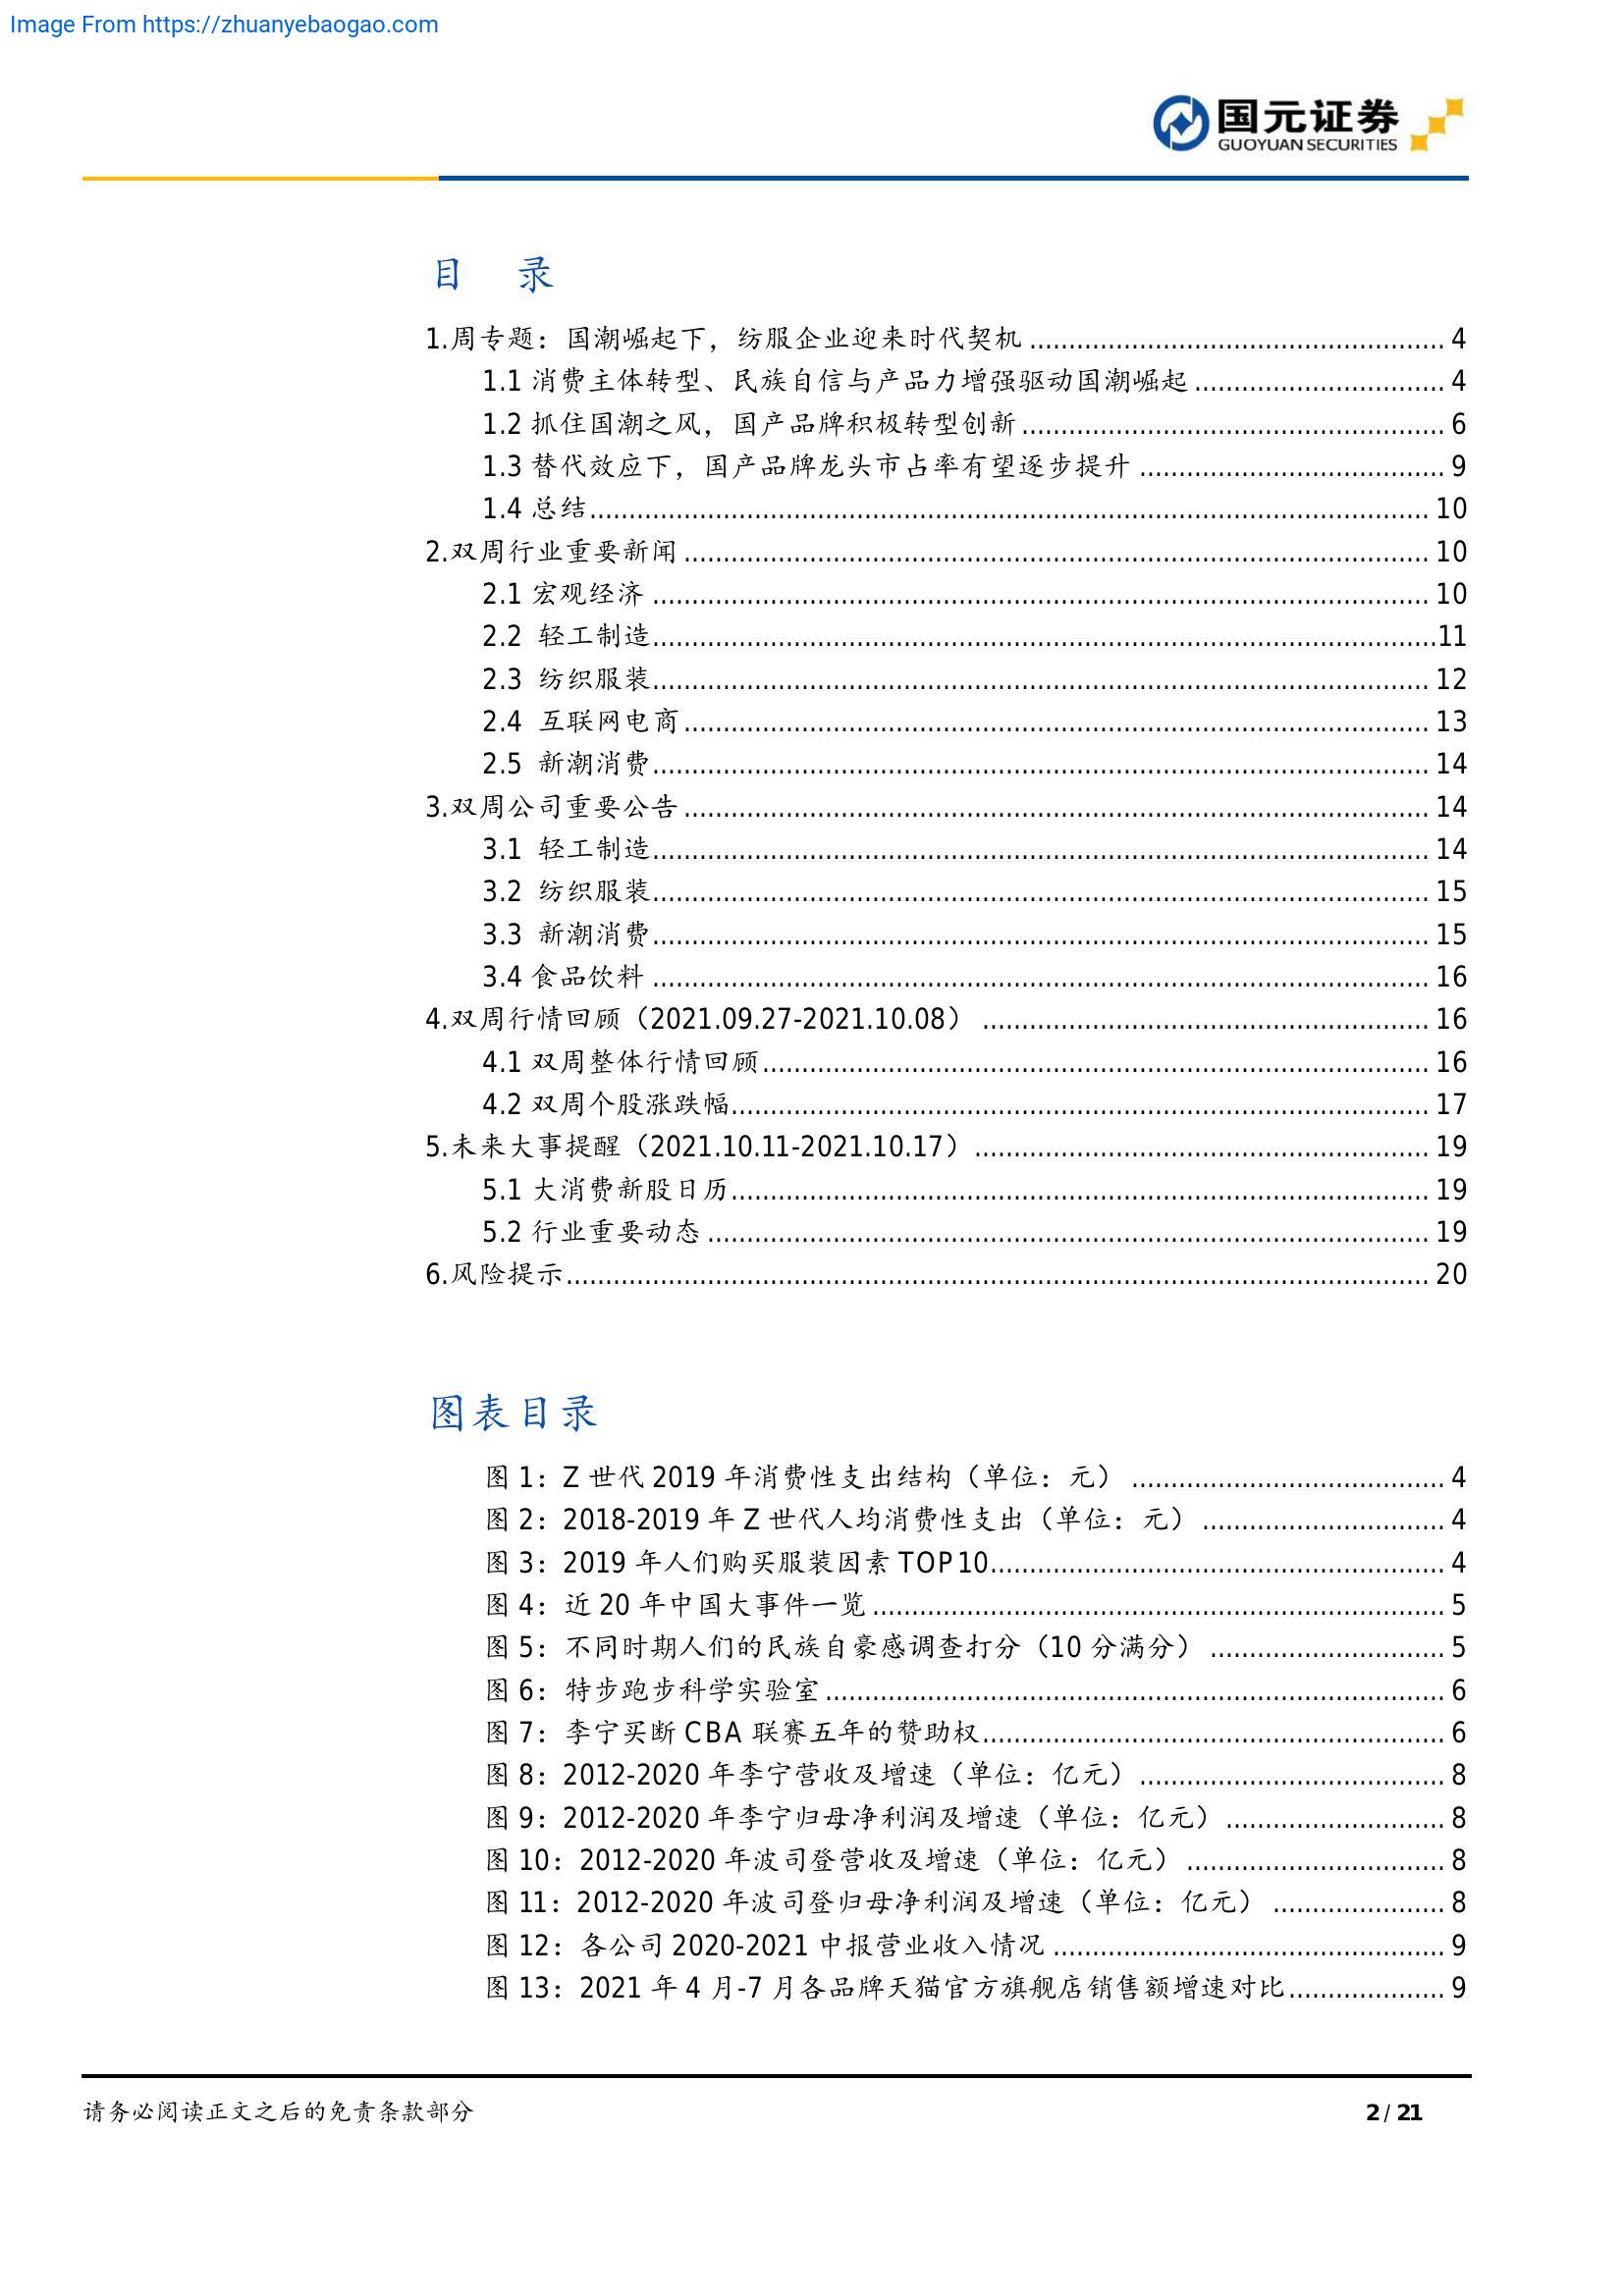 Image From https://zhuanyebaogao.com
国元证券
GUOYUAN SECURITIES
目 录
1.周专题：国潮崛起下，纺服企业迎来时代契机 ........ 4
1.1 消费主体转型、民族自信与产品力增强驱动国潮崛起 ........ 4
1.2 抓住国潮之风，国产品牌积极转型创新 ........ 6
1.3 替代效应下，国产品牌龙头市占率有望逐步提升 ........ 9
1.4 总结 ........ 10
2.双周行业重要新闻 ........ 10
2.1 宏观经济 ........ 10
2.2 轻工制造 ........ 11
2.3 纺织服装 ........ 12
2.4 互联网电商 ........ 13
2.5 新潮消费 ........ 14
3.双周公司重要公告 ........ 14
3.1 轻工制造 ........ 14
3.2 纺织服装 ........ 15
3.3 新潮消费 ........ 15
3.4 食品饮料 ........ 16
4.双周行情回顾（2021.09.27-2021.10.08） ........ 16
4.1 双周整体行情回顾 ........ 16
4.2 双周个股涨跌幅 ........ 17
5.未来大事提醒（2021.10.11-2021.10.17） ........ 19
5.1 大消费新股日历 ........ 19
5.2 行业重要动态 ........ 19
6.风险提示 ........ 20
图表目录
图 1：Z 世代 2019 年消费性支出结构（单位：元） ........ 4
图 2：2018-2019 年 Z 世代人均消费性支出（单位：元） ........ 4
图 3：2019 年人们购买服装因素 TOP10 ........ 4
图 4：近 20 年中国大事件一览 ........ 5
图 5：不同时期人们的民族自豪感调查打分（10 分满分） ........ 5
图 6：特步跑步科学实验室 ........ 6
图 7：李宁买断 CBA 联赛五年的赞助权 ........ 6
图 8：2012-2020 年李宁营收及增速（单位：亿元） ........ 8
图 9：2012-2020 年李宁归母净利润及增速（单位：亿元） ........ 8
图 10：2012-2020 年波司登营收及增速（单位：亿元） ........ 8
图 11：2012-2020 年波司登归母净利润及增速（单位：亿元） ........ 8
图 12：各公司 2020-2021 中报营业收入情况 ........ 9
图 13：2021 年 4 月-7 月各品牌天猫官方旗舰店销售额增速对比 ........ 9
请务必阅读正文之后的免责条款部分
2 / 21